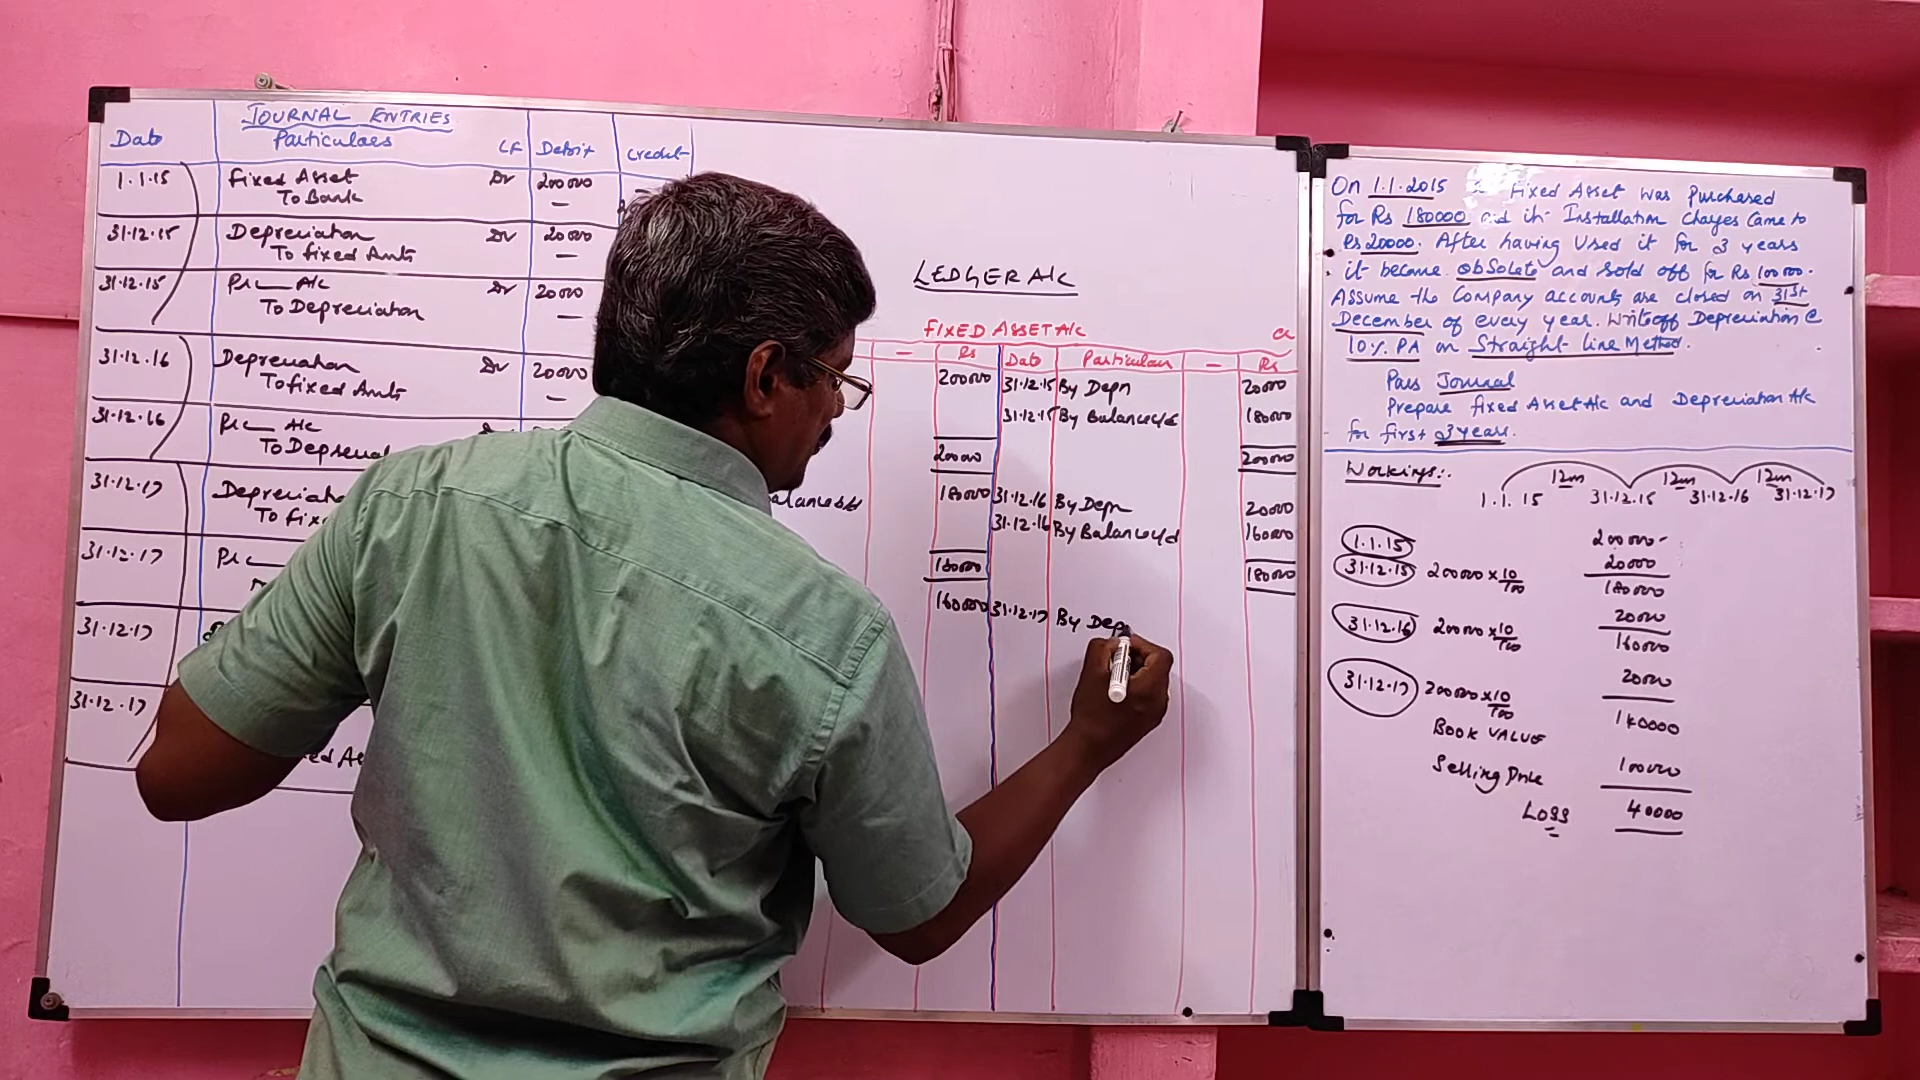 JOURNAL ENTRIES
Date Particulars LF Debit Credit
1.1.15 Fixed Asset Dr 200000
To Bank —
31.12.15 Depreciation Dr 20000
To fixed —
31.12.15 A/c Dr 20000
To Depreciation —
31.12.16 Depreciation Dr 20000
To fixed —
31.12.16 A/c
31.12.17
31.12.17
31.12.17
31.12.17
LEDGER A/c
FIXED ASSET A/c Cr
— Rs Date Particulars — Rs
200000 31.12.15 By Depn 20000
31.12.15 By Balance c/d 180000
200000 200000
180000 31.12.16 By Depn 20000
31.12.16 By Balance c/d 160000
180000 180000
160000 31.12.17 By Dep
On 1.1.2015 a Fixed Asset was Purchased
for Rs 180000 and its Installation charges came to
Rs 20000. After having Used it for 3 years
it became obsolete and sold off for Rs 100000.
Assume the Company accounts are closed on 31st
December of every year. Write off Depreciation @
10% PA on Straight line Method.
Pass Journal
Prepare fixed Asset A/c and Depreciation A/c
for first 3 years.
Workings:
12m 12m 12m
1.1.15 31.12.15 31.12.16 31.12.17
1.1.15 200000
31.12.15 200000 x 10/100 20000
180000
31.12.16 200000 x 10/100 20000
160000
31.12.17 200000 x 10/100 20000
BOOK VALUE 140000
Selling Price 100000
LOSS 40000